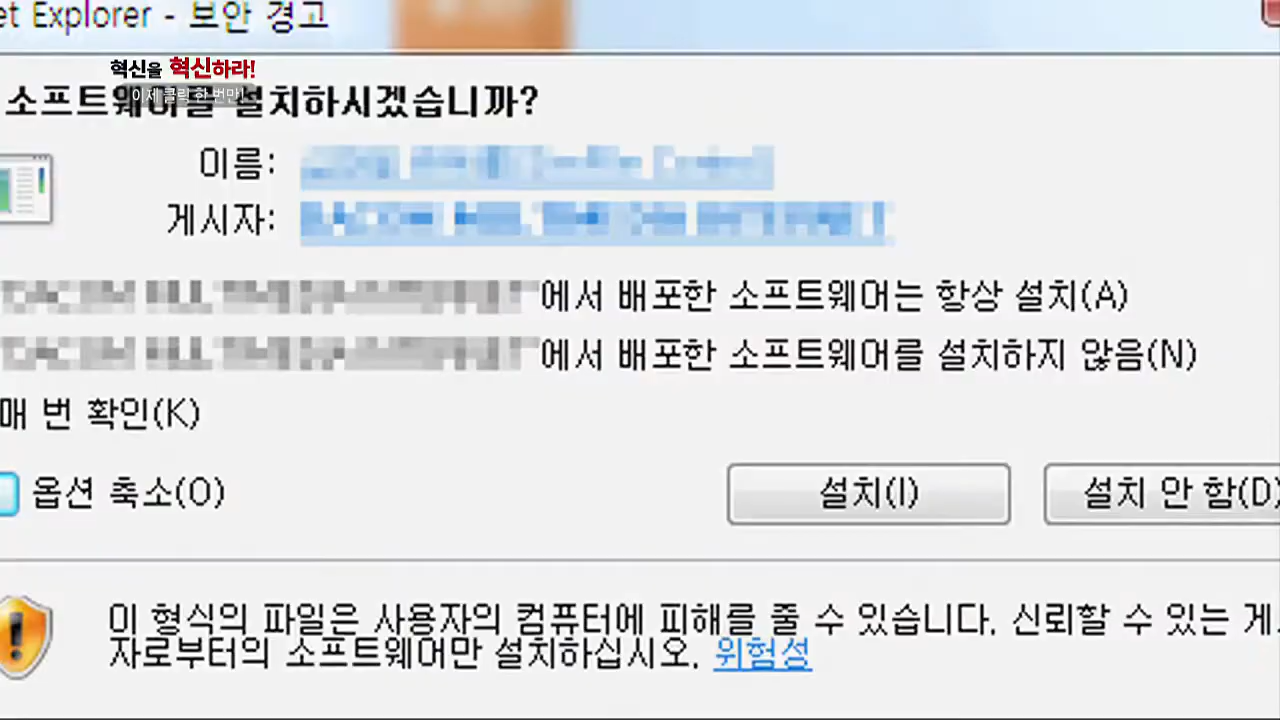 et Explorer - 보안 경고
혁신을 혁신하라!
이제 클릭 한 번만!
소프트웨어를 설치하시겠습니까?
이름:
게시자:
에서 배포한 소프트웨어는 항상 설치(A)
에서 배포한 소프트웨어를 설치하지 않음(N)
매 번 확인(K)
옵션 축소(O)
설치(I)
설치 안 함(D)
이 형식의 파일은 사용자의 컴퓨터에 피해를 줄 수 있습니다. 신뢰할 수 있는 게
자로부터의 소프트웨어만 설치하십시오. 위험성